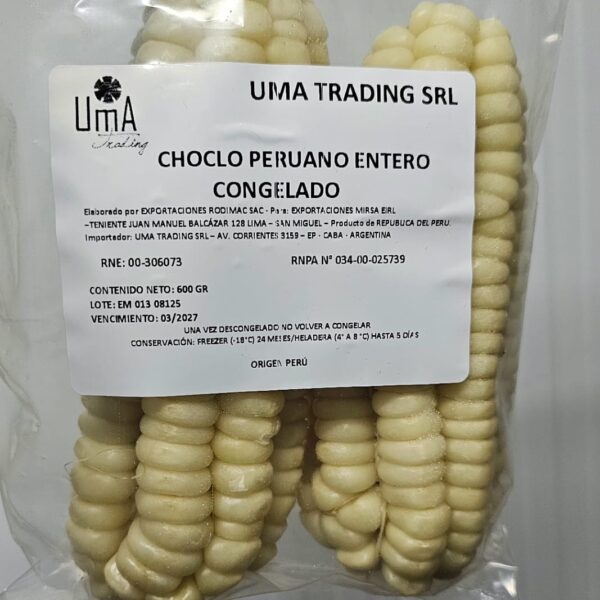 UmA
Trading
UMA TRADING SRL
CHOCLO PERUANO ENTERO
CONGELADO
Elaborado por EXPORTACIONES RODIMAC SAC - Para: EXPORTACIONES MIRSA EIRL
-TENIENTE JUAN MANUEL BALCÁZAR 128 LIMA - SAN MIGUEL - Producto de REPUBLICA DEL PERU.
Importador: UMA TRADING SRL - AV. CORRIENTES 3159 - EP - CABA - ARGENTINA
RNE: 00-306073
RNPA N° 034-00-025739
CONTENIDO NETO: 600 GR
LOTE: EM 013 08125
VENCIMIENTO: 03/2027
UNA VEZ DESCONGELADO NO VOLVER A CONGELAR
CONSERVACIÓN: FREEZER (-18°C) 24 MESES/HELADERA (4° A 8°C) HASTA 5 DÍAS
ORIGEN PERÚ